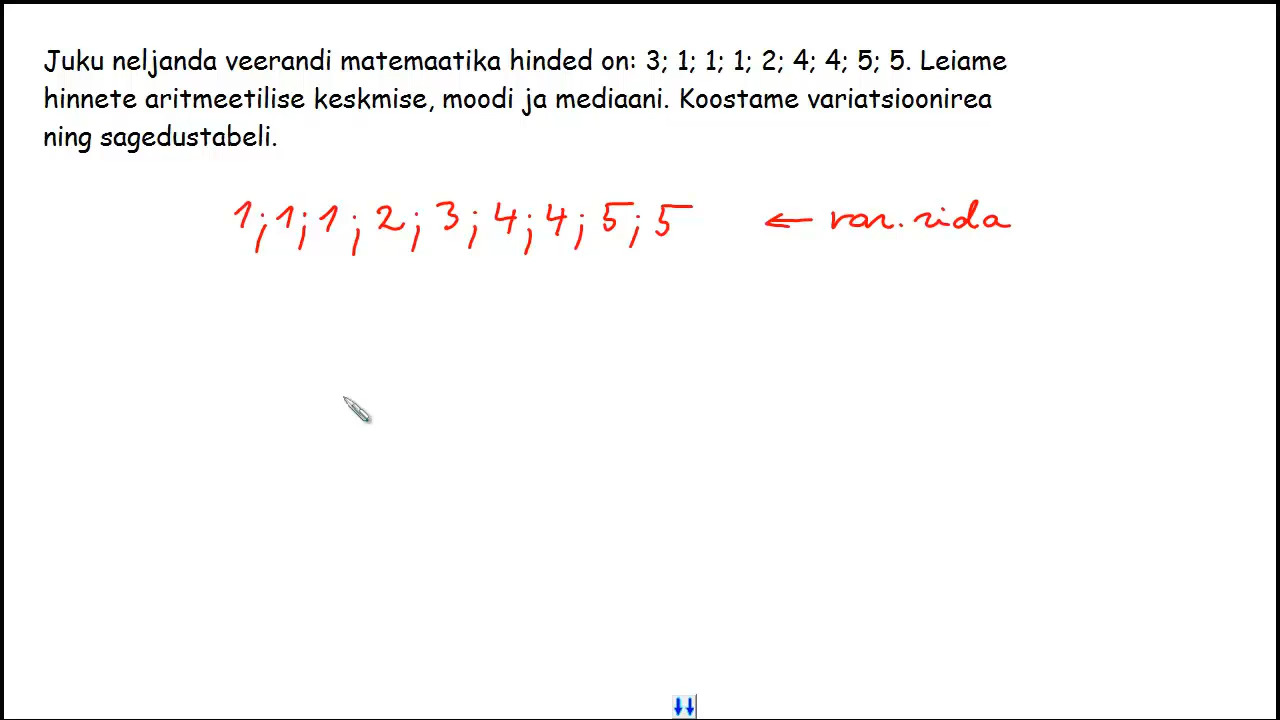 Juku neljanda veerandi matemaatika hinded on: 3; 1; 1; 1; 2; 4; 4; 5; 5. Leiame
hinnete aritmeetilise keskmise, moodi ja mediaani. Koostame variatsioonirea
ning sagedustabeli.
1; 1; 1; 2; 3; 4; 4; 5; 5 ← var. rida